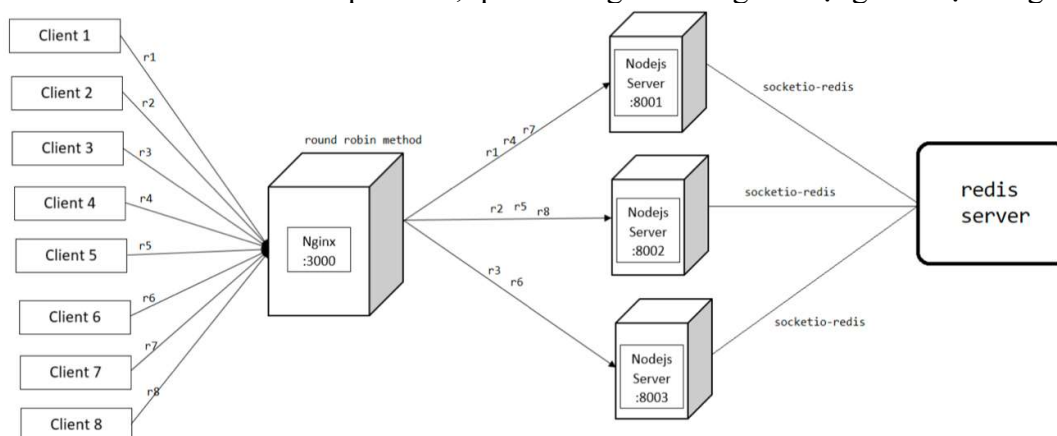 Client 1
Client 2
Client 3
Client 4
Client 5
Client 6
Client 7
Client 8
r1
r2
r3
r4
r5
r6
r7
r8
round robin method
Nginx
:3000
r1 r4 r7
r2 r5 r8
r3
r6
Nodejs
Server
:8001
Nodejs
Server
:8002
Nodejs
Server
:8003
socketio-redis
socketio-redis
socketio-redis
redis
server